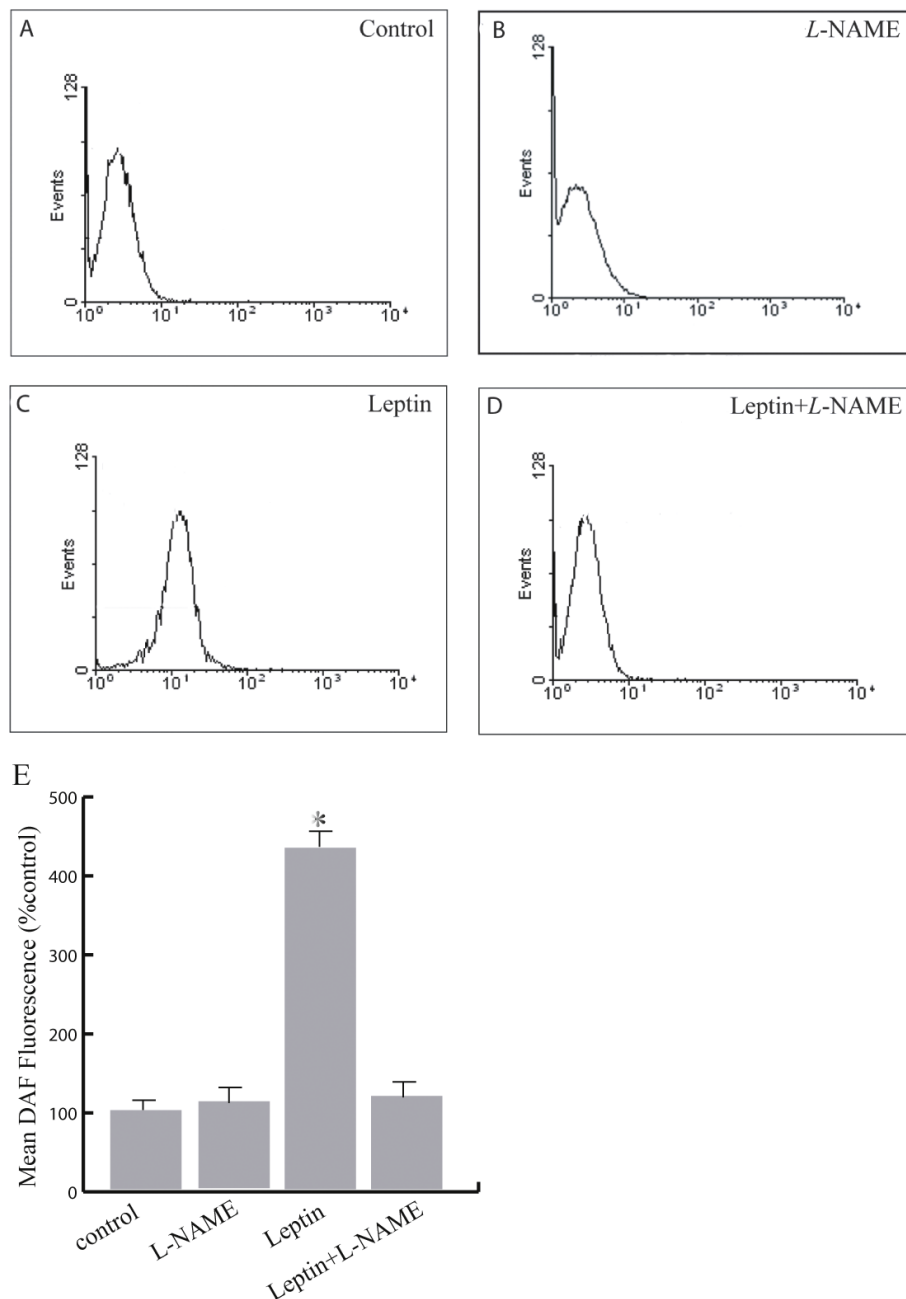 A
Control
128
Events
0
10⁰ 10¹ 10² 10³ 10⁴
B
L-NAME
128
Events
0
10⁰ 10¹ 10² 10³ 10⁴
C
Leptin
128
Events
0
10⁰ 10¹ 10² 10³ 10⁴
D
Leptin+L-NAME
128
Events
0
10⁰ 10¹ 10² 10³ 10⁴
E
Mean DAF Fluorescence (%control)
500
400
300
200
100
0
*
control
L-NAME
Leptin
Leptin+L-NAME